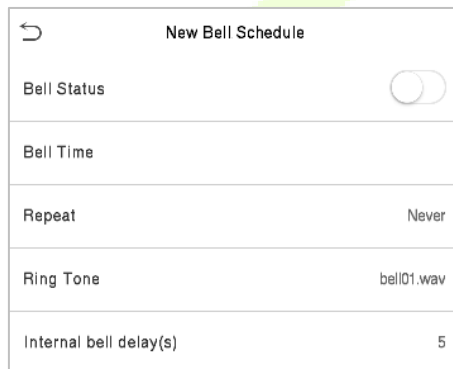 New Bell Schedule
Bell Status
Bell Time
Repeat Never
Ring Tone bell01.wav
Internal bell delay(s) 5